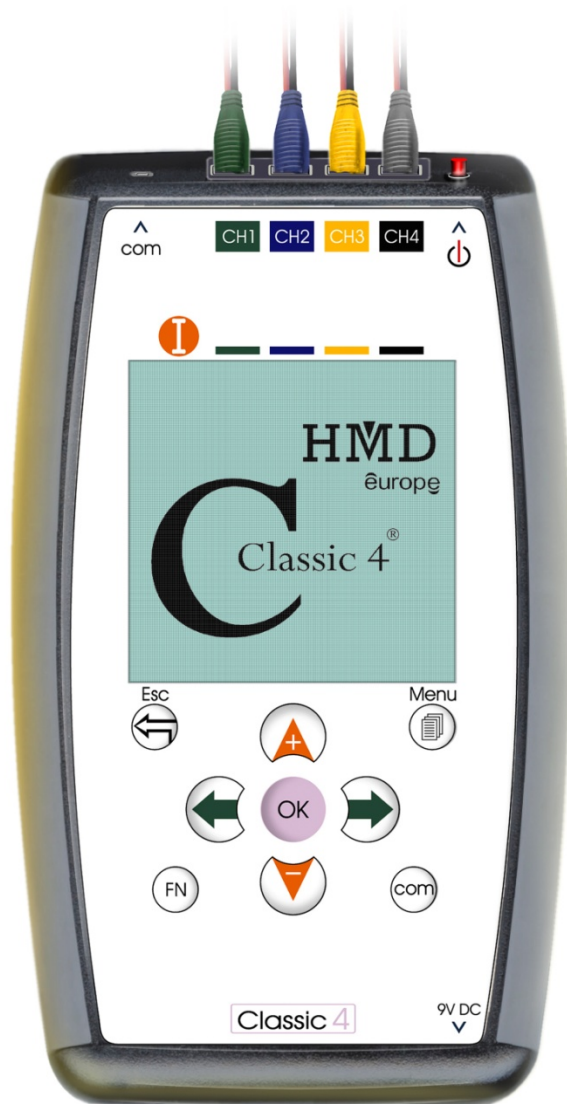 com CH1 CH2 CH3 CH4
HMD
europe
C
Classic 4®
Esc Menu
+
OK
−
FN com
Classic 4
9V DC